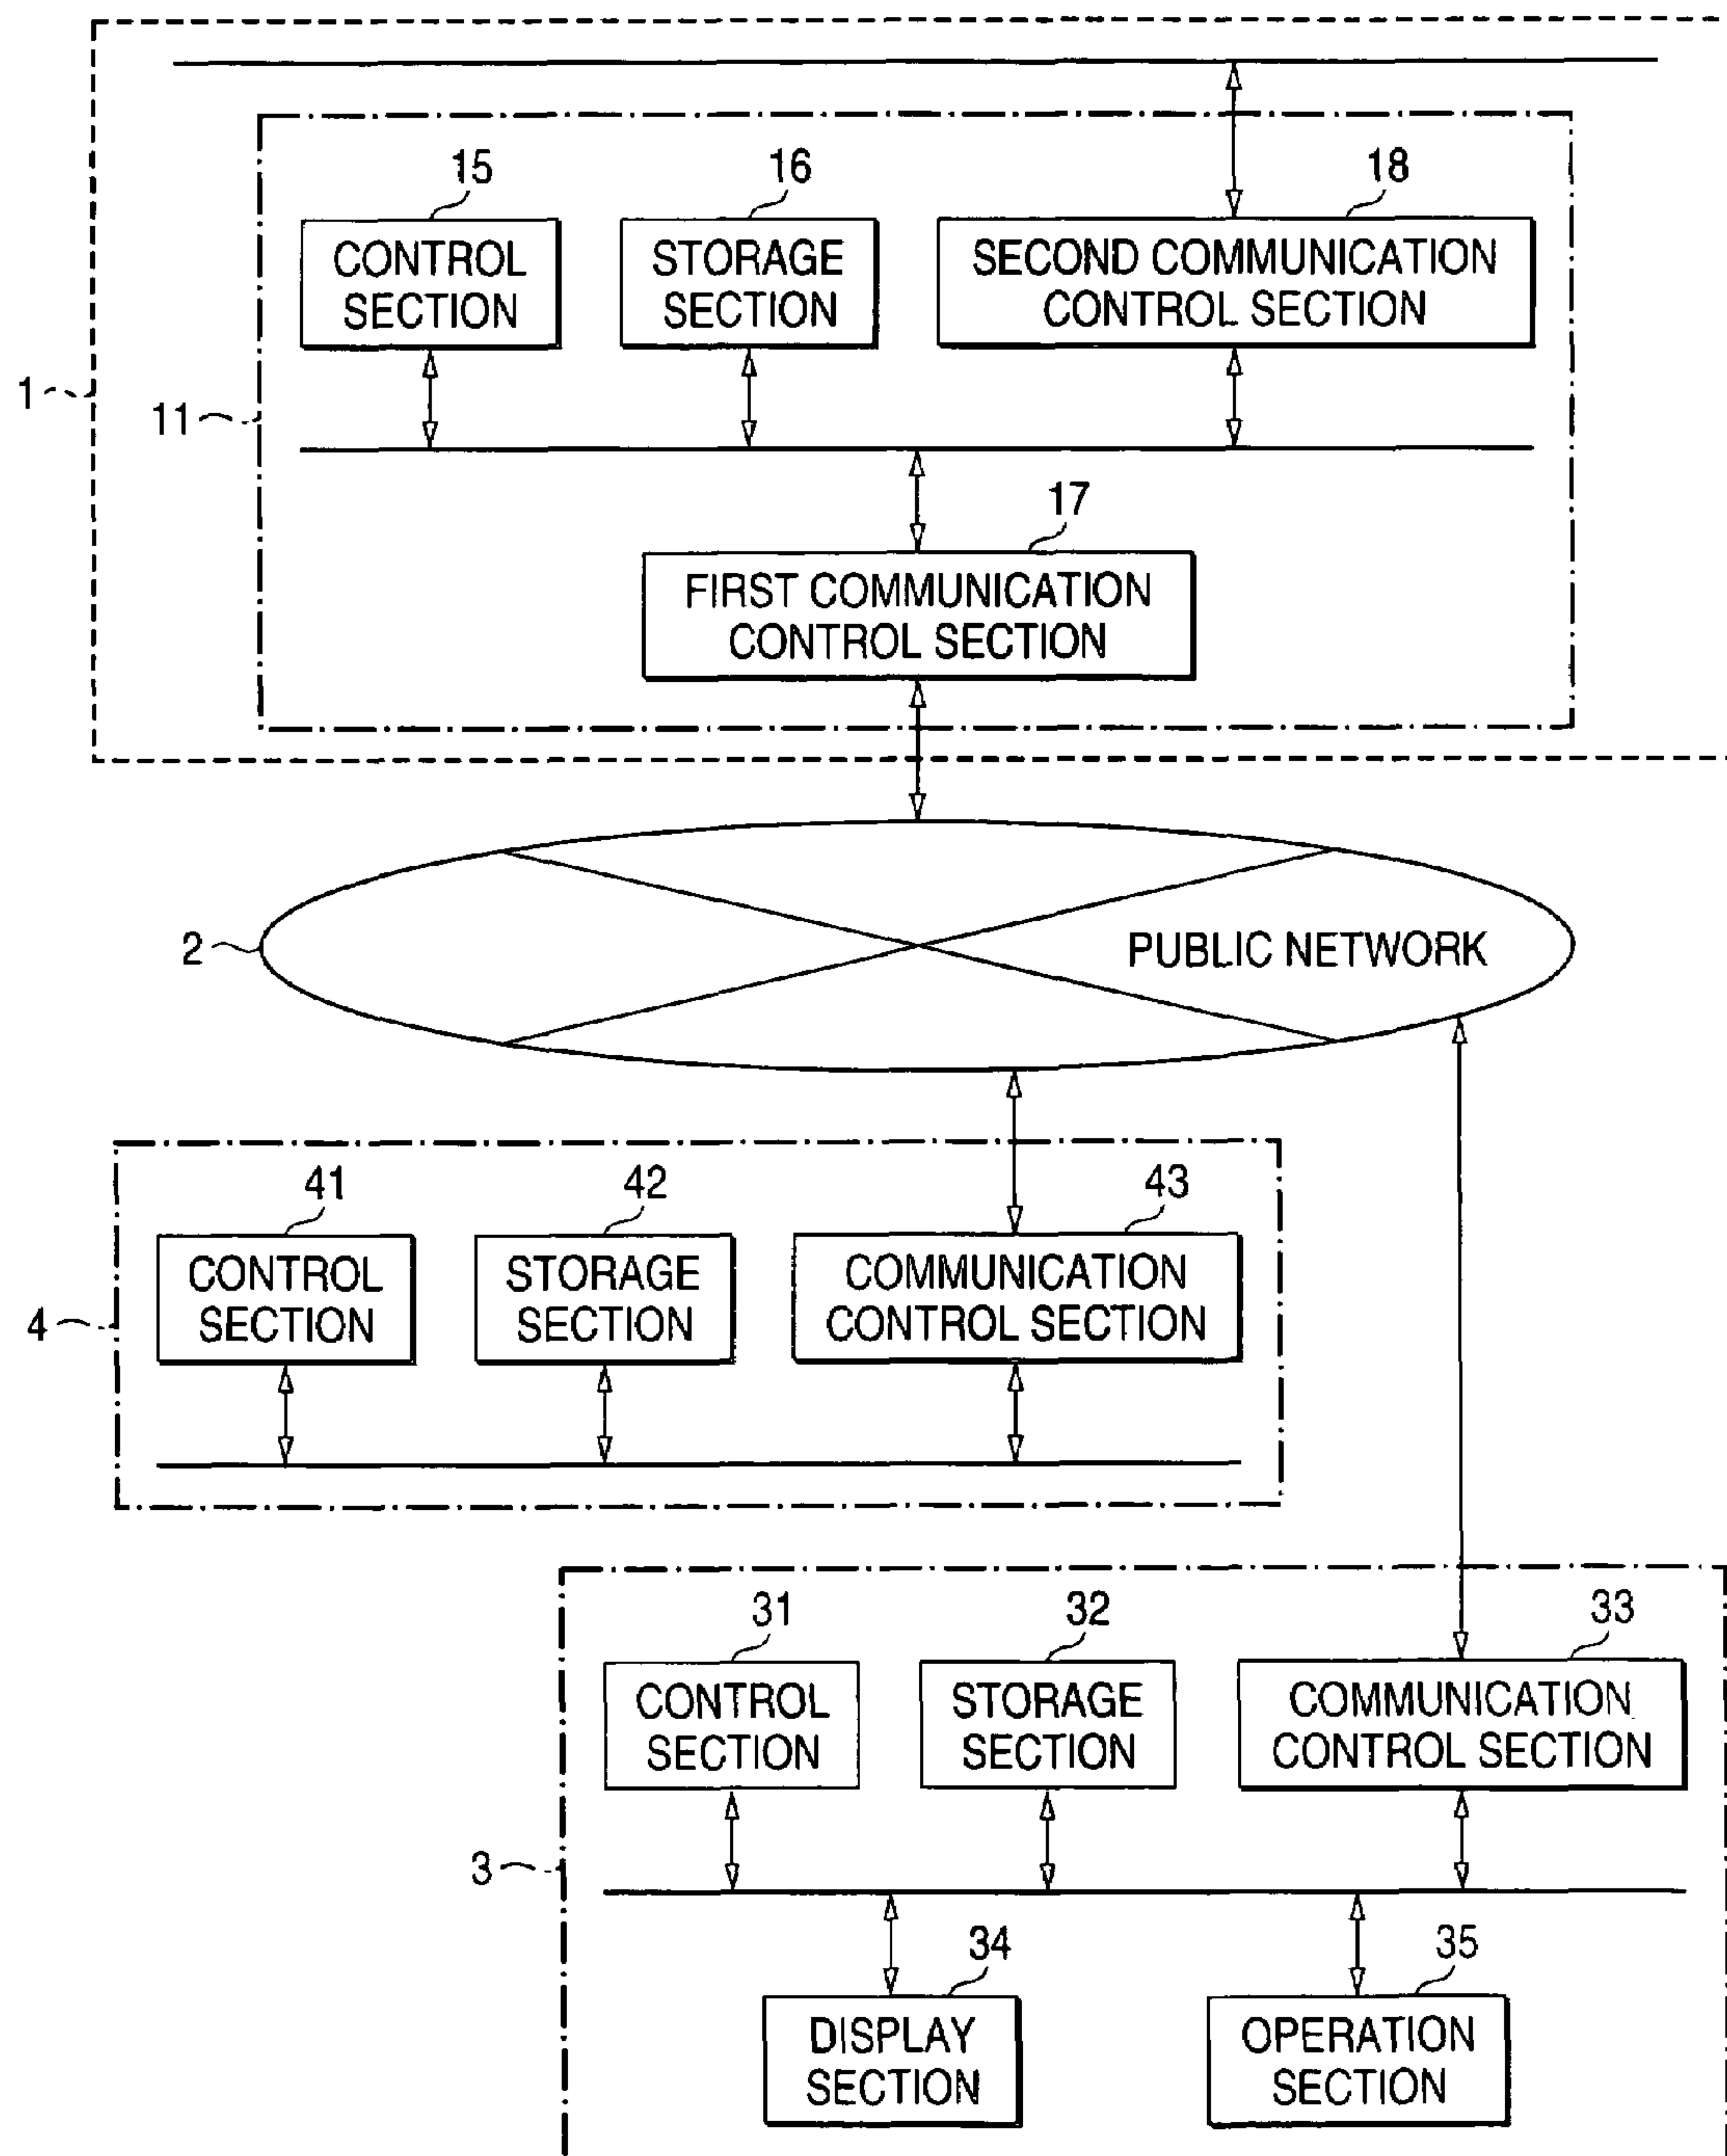 15
16
18
CONTROL
SECTION
STORAGE
SECTION
SECOND COMMUNICATION
CONTROL SECTION
1
11
17
FIRST COMMUNICATION
CONTROL SECTION
2
PUBLIC NETWORK
41
42
43
CONTROL
SECTION
STORAGE
SECTION
COMMUNICATION
CONTROL SECTION
4
31
32
33
CONTROL
SECTION
STORAGE
SECTION
COMMUNICATION
CONTROL SECTION
3
34
35
DISPLAY
SECTION
OPERATION
SECTION